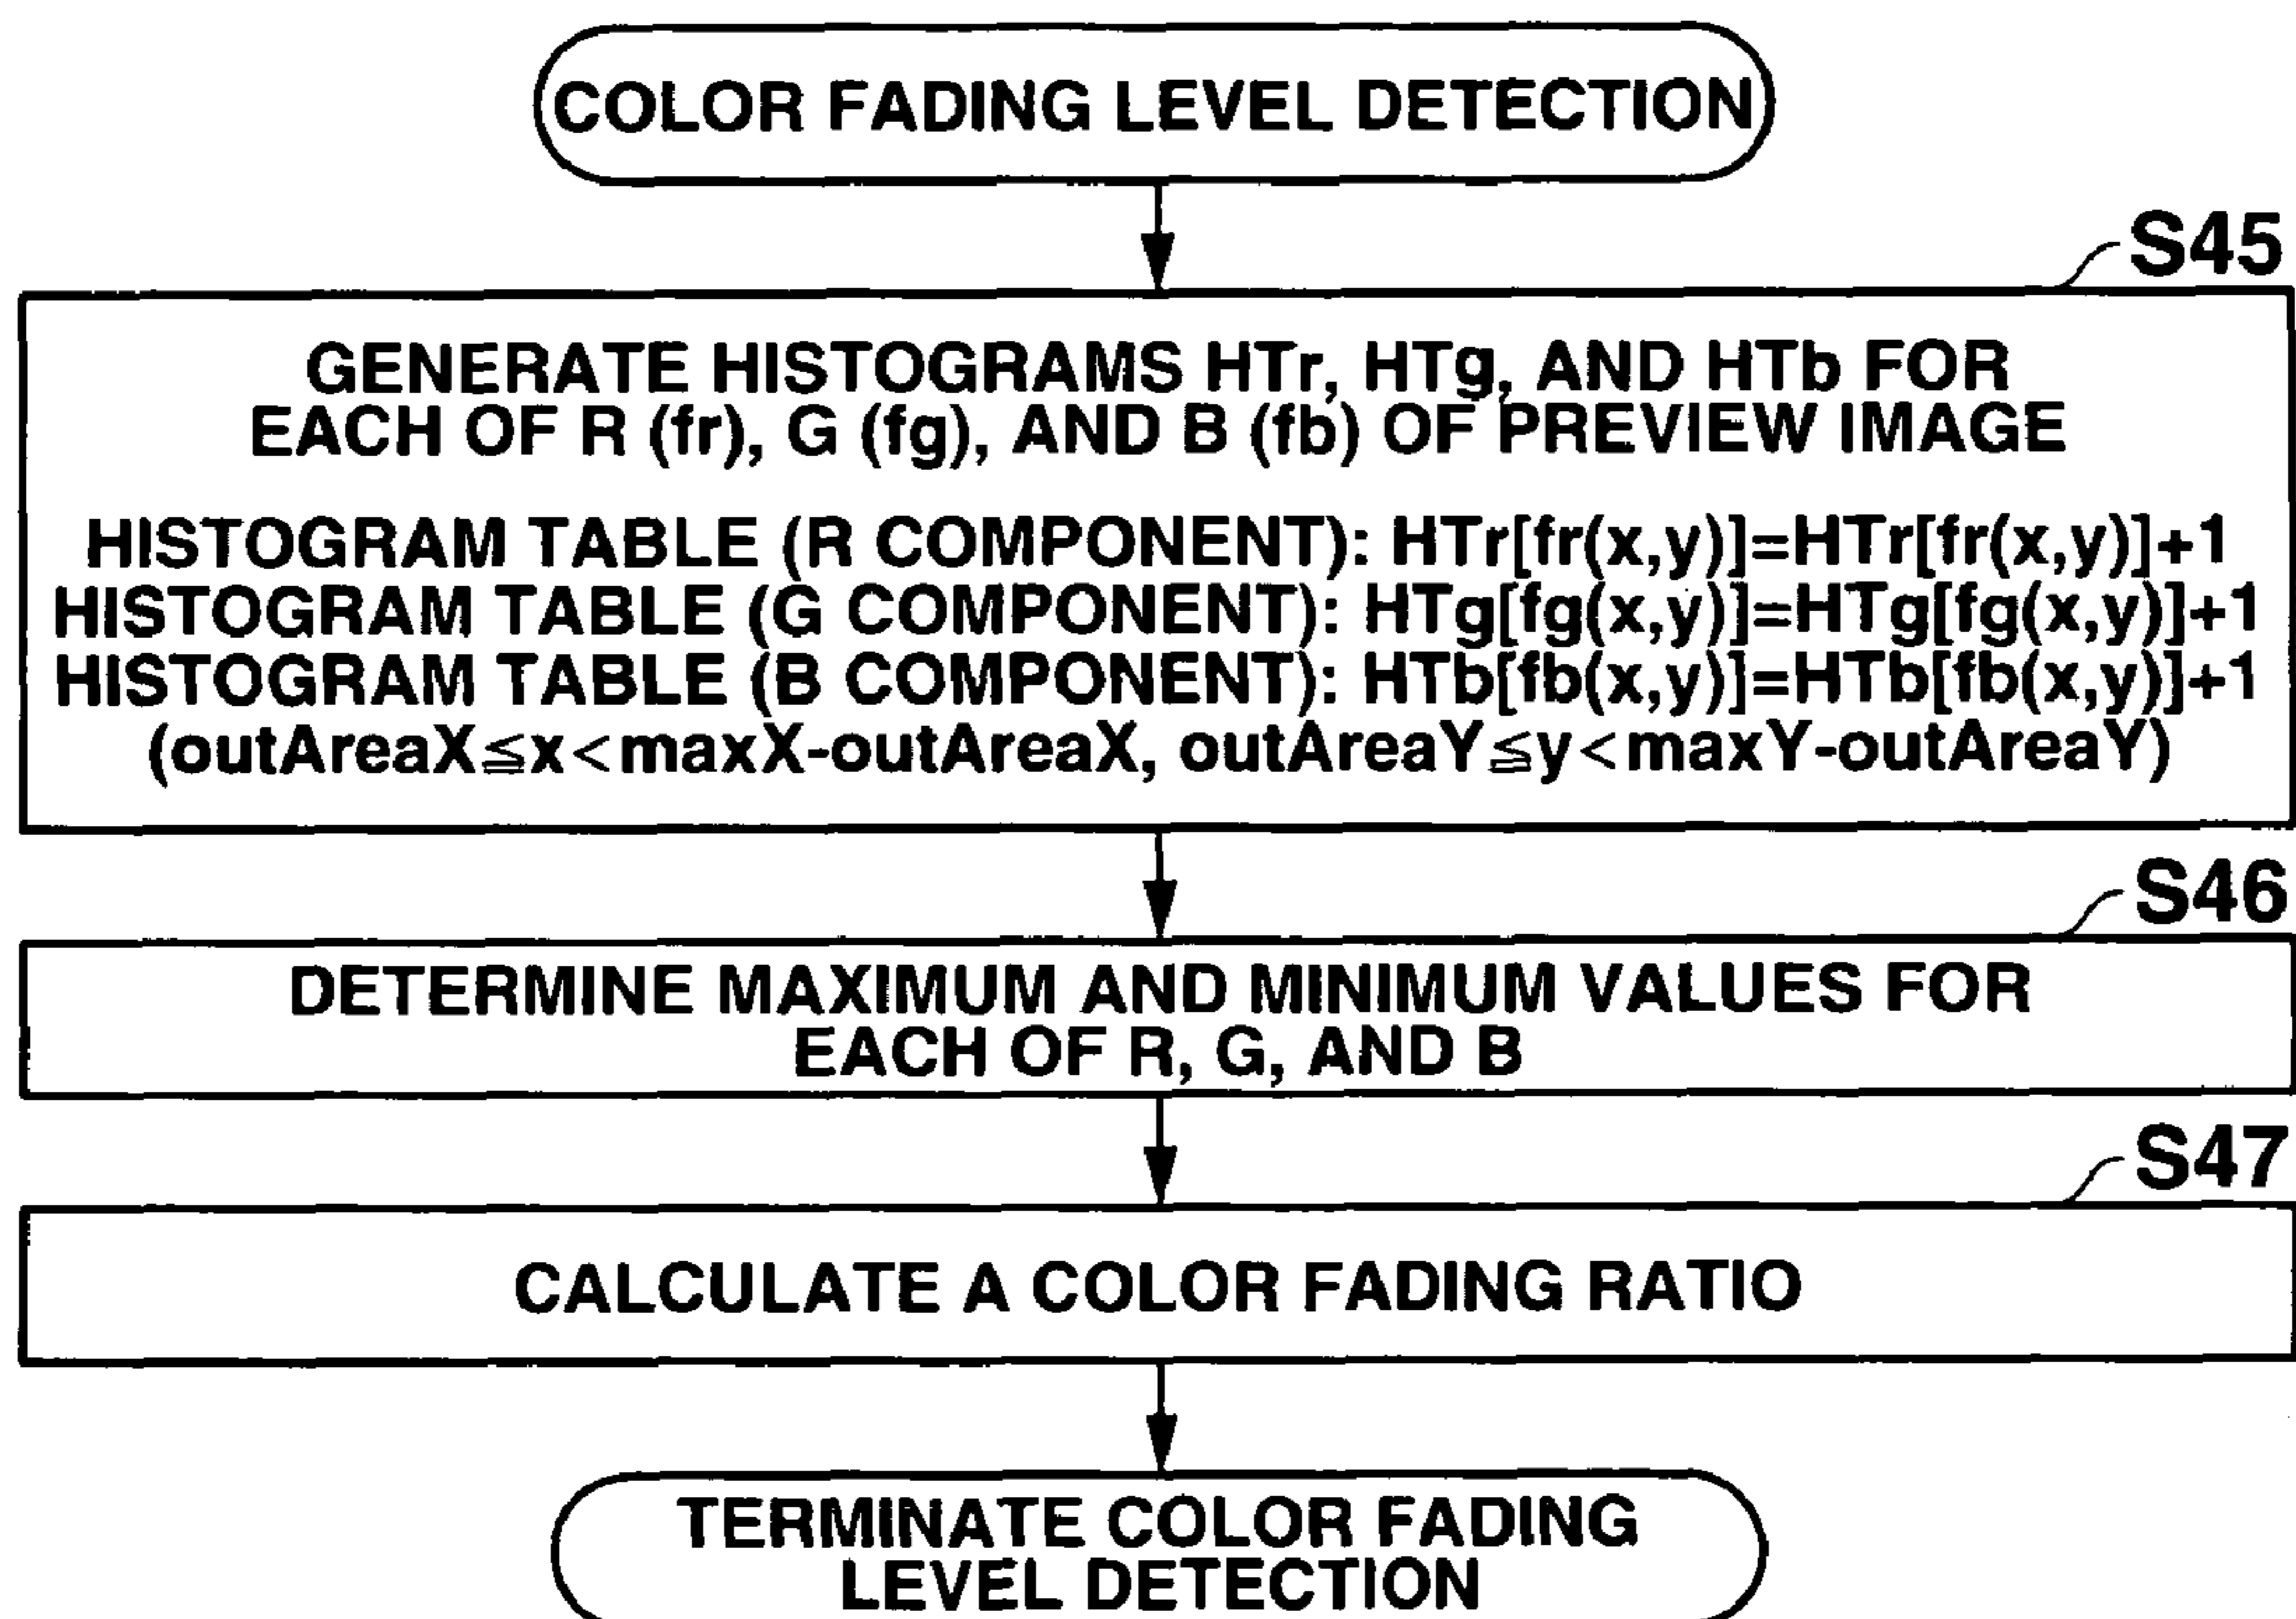 COLOR FADING LEVEL DETECTION
S45
GENERATE HISTOGRAMS HTr, HTg, AND HTb FOR
EACH OF R (fr), G (fg), AND B (fb) OF PREVIEW IMAGE
HISTOGRAM TABLE (R COMPONENT): HTr[fr(x,y)]=HTr[fr(x,y)]+1
HISTOGRAM TABLE (G COMPONENT): HTg[fg(x,y)]=HTg[fg(x,y)]+1
HISTOGRAM TABLE (B COMPONENT): HTb[fb(x,y)]=HTb[fb(x,y)]+1
(outAreaX≦x<maxX-outAreaX, outAreaY≦y<maxY-outAreaY)
S46
DETERMINE MAXIMUM AND MINIMUM VALUES FOR
EACH OF R, G, AND B
S47
CALCULATE A COLOR FADING RATIO
TERMINATE COLOR FADING
LEVEL DETECTION